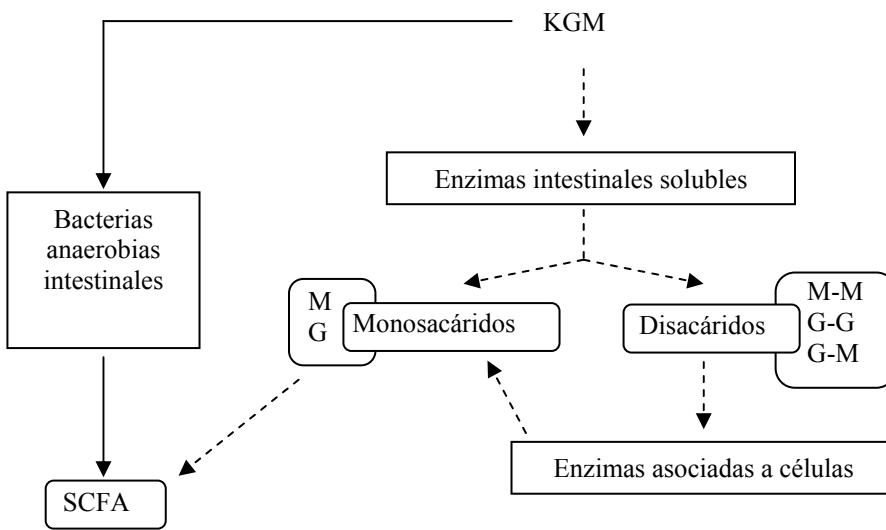 KGM
Enzimas intestinales solubles
Bacterias
anaerobias
intestinales
M
G
Monosacáridos
Disacáridos
M-M
G-G
G-M
Enzimas asociadas a células
SCFA